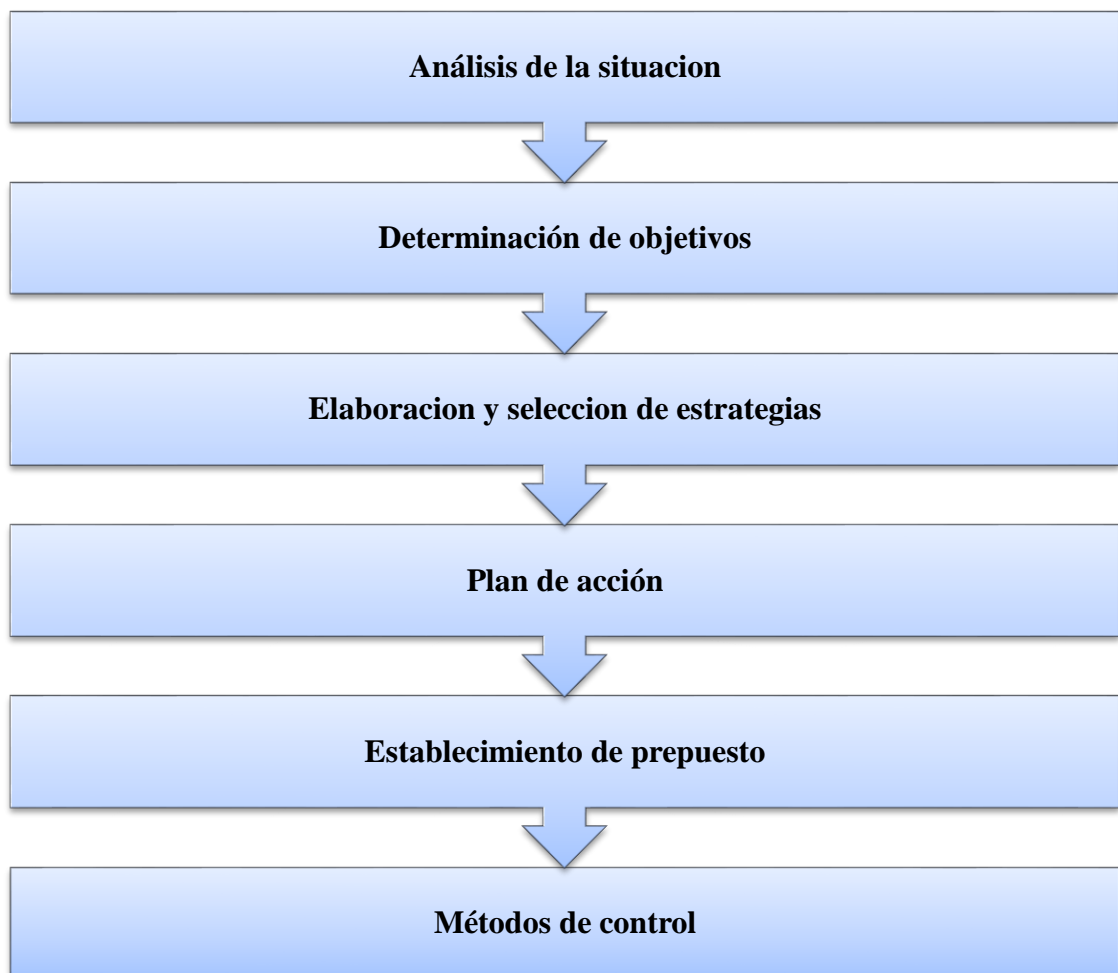 Análisis de la situacion
Determinación de objetivos
Elaboracion y seleccion de estrategias
Plan de acción
Establecimiento de prepuesto
Métodos de control